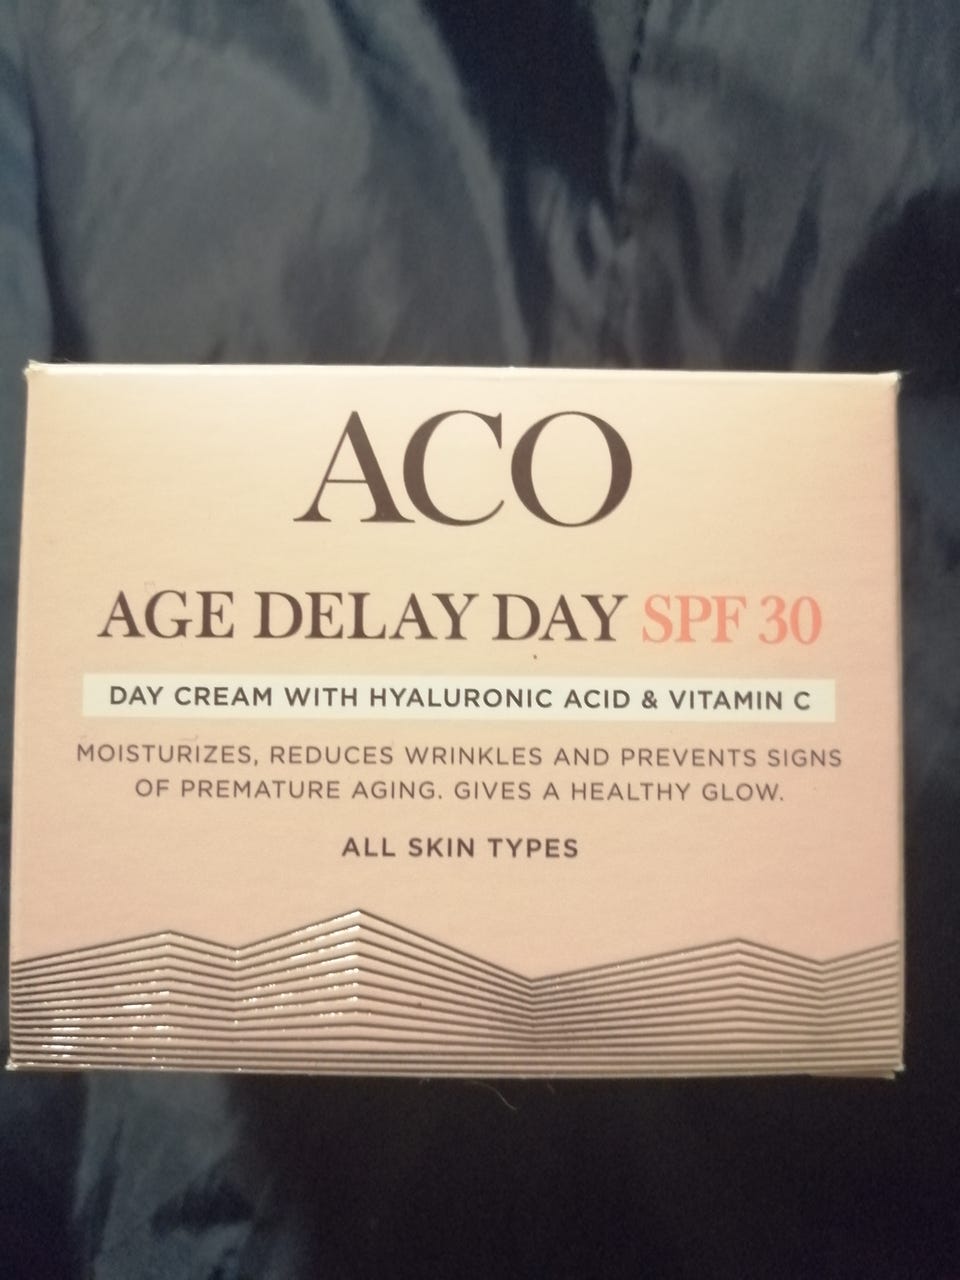 ACO
AGE DELAY DAY SPF 30
DAY CREAM WITH HYALURONIC ACID & VITAMIN C
MOISTURIZES, REDUCES WRINKLES AND PREVENTS SIGNS
OF PREMATURE AGING. GIVES A HEALTHY GLOW.
ALL SKIN TYPES